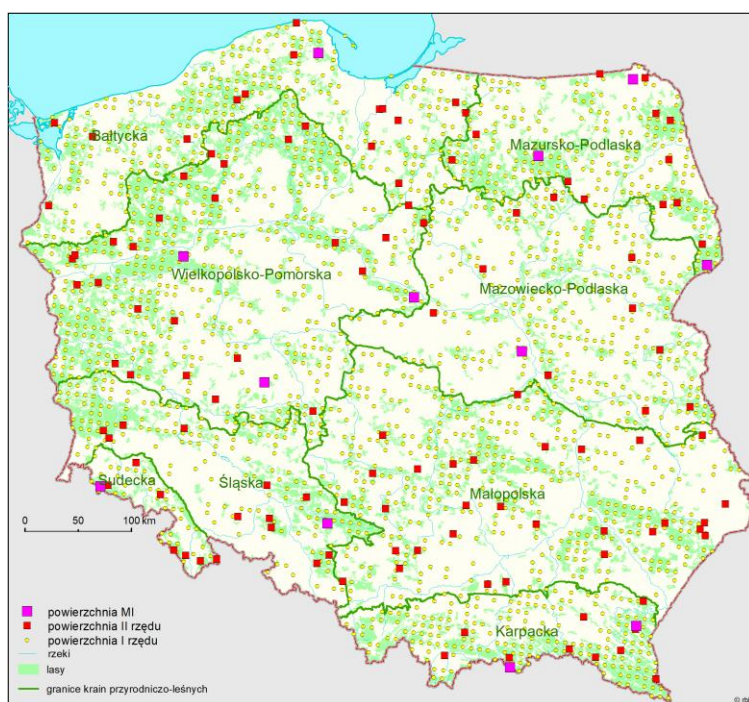 Bałtycka
Mazursko-Podlaska
Wielkopolsko-Pomorska
Mazowiecko-Podlaska
Sudecka
Śląska
Małopolska
0 50 100 km
powierzchnia MI
powierzchnia II rzędu
powierzchnia I rzędu
rzeki
lasy
granice krain przyrodniczo-leśnych
Karpacka